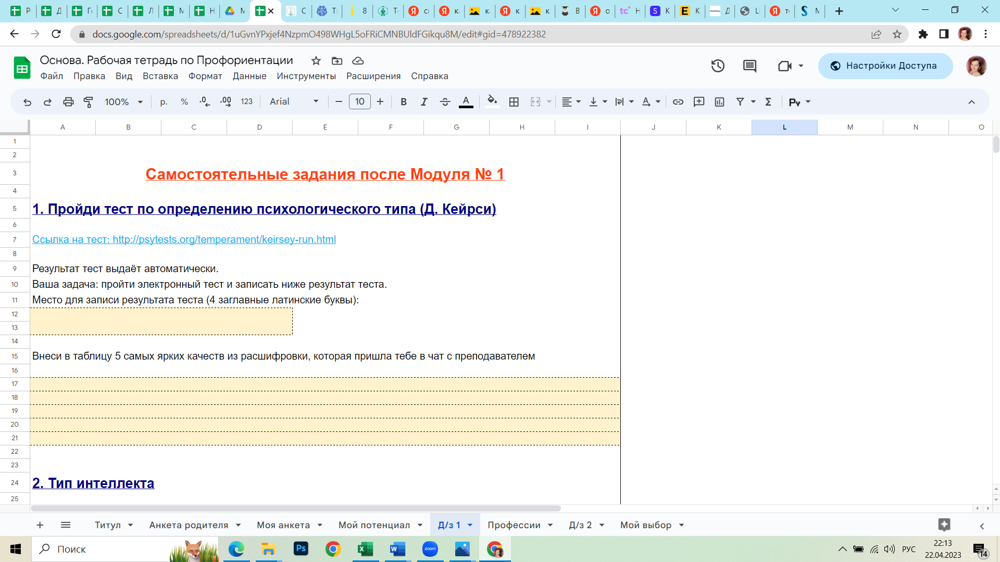 docs.google.com/spreadsheets/d/1uGvnYPxjef4NzpmO498WHgL5oFRiCMNBUldFGikqu8M/edit#gid=478922382
Основа. Рабочая тетрадь по Профориентации
Файл Правка Вид Вставка Формат Данные Инструменты Расширения Справка
Настройки Доступа
100% р. % .0 .00 123 Arial 10
A B C D E F G H I J K L M N O
1
2
3 Самостоятельные задания после Модуля № 1
4
5 1. Пройди тест по определению психологического типа (Д. Кейрси)
6
7 Ссылка на тест: http://psytests.org/temperament/keirsey-run.html
8
9 Результат тест выдаёт автоматически.
10 Ваша задача: пройти электронный тест и записать ниже результат теста.
11 Место для записи результата теста (4 заглавные латинские буквы):
12
13
14
15 Внеси в таблицу 5 самых ярких качеств из расшифровки, которая пришла тебе в чат с преподавателем
16
17
18
19
20
21
22
23
24 2. Тип интеллекта
25
Титул Анкета родителя Моя анкета Мой потенциал Д/з 1 Профессии Д/з 2 Мой выбор
Поиск
РУС
22:13
22.04.2023
14